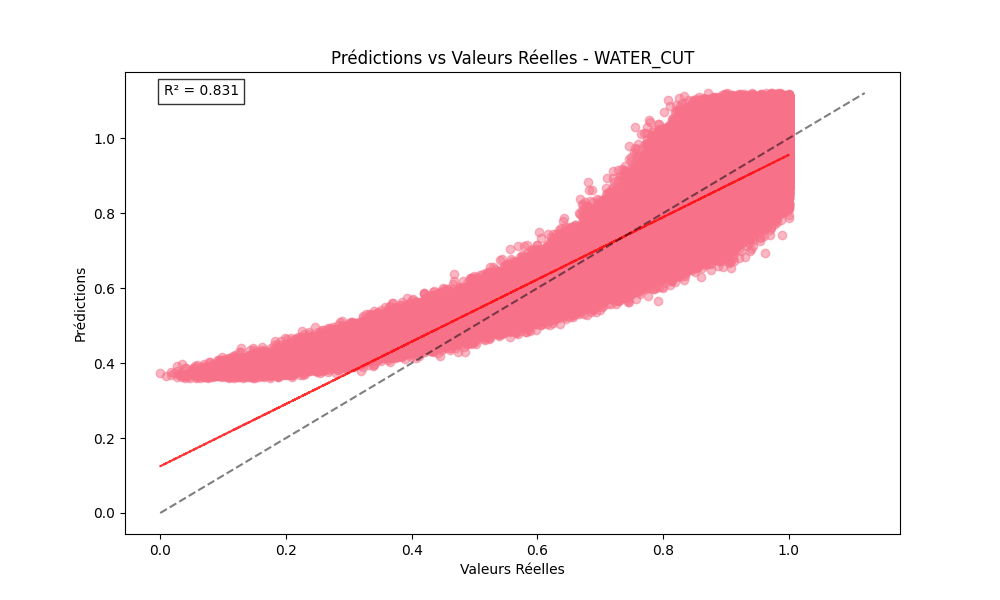 Prédictions vs Valeurs Réelles - WATER_CUT
R² = 0.831
Prédictions
1.0
0.8
0.6
0.4
0.2
0.0
0.0 0.2 0.4 0.6 0.8 1.0
Valeurs Réelles